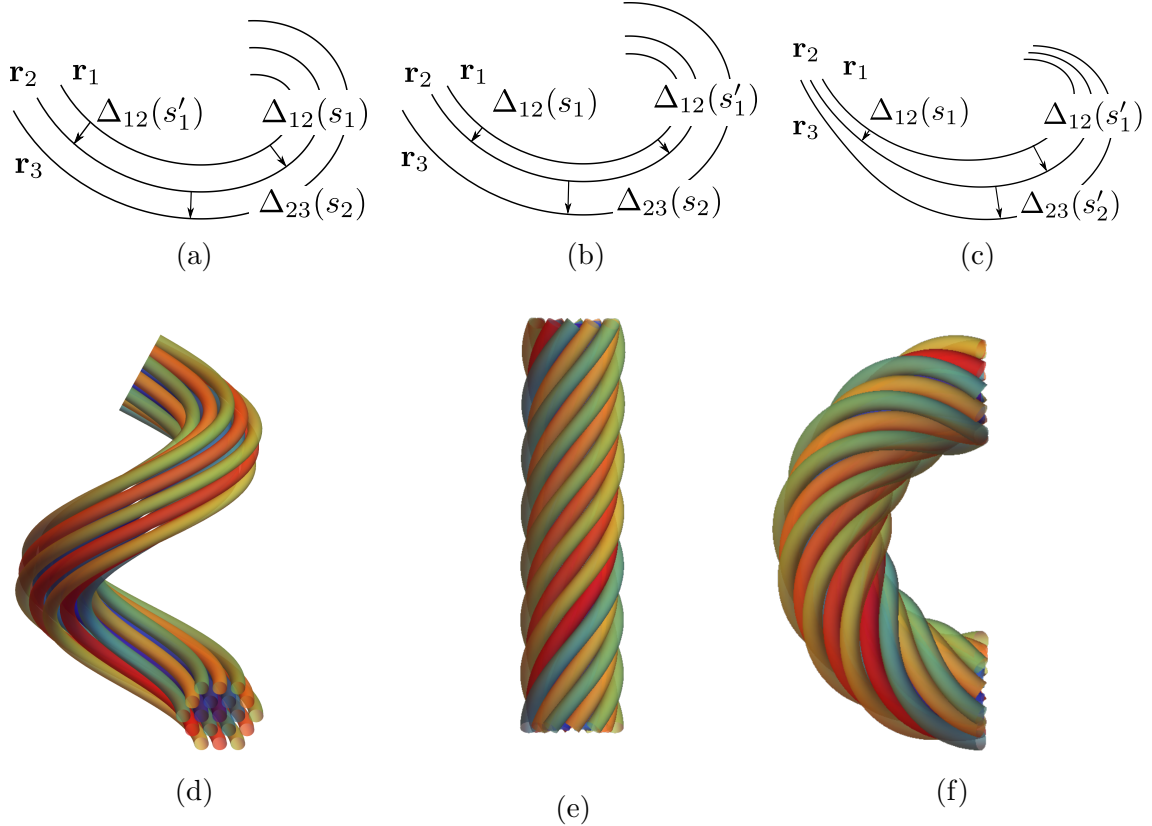 r₂ r₁
Δ₁₂(s′₁) Δ₁₂(s₁)
r₃
Δ₂₃(s₂)
(a)
r₂ r₁
Δ₁₂(s₁) Δ₁₂(s′₁)
r₃
Δ₂₃(s₂)
(b)
r₂ r₁
Δ₁₂(s₁) Δ₁₂(s′₁)
r₃
Δ₂₃(s′₂)
(c)
(d)
(e)
(f)